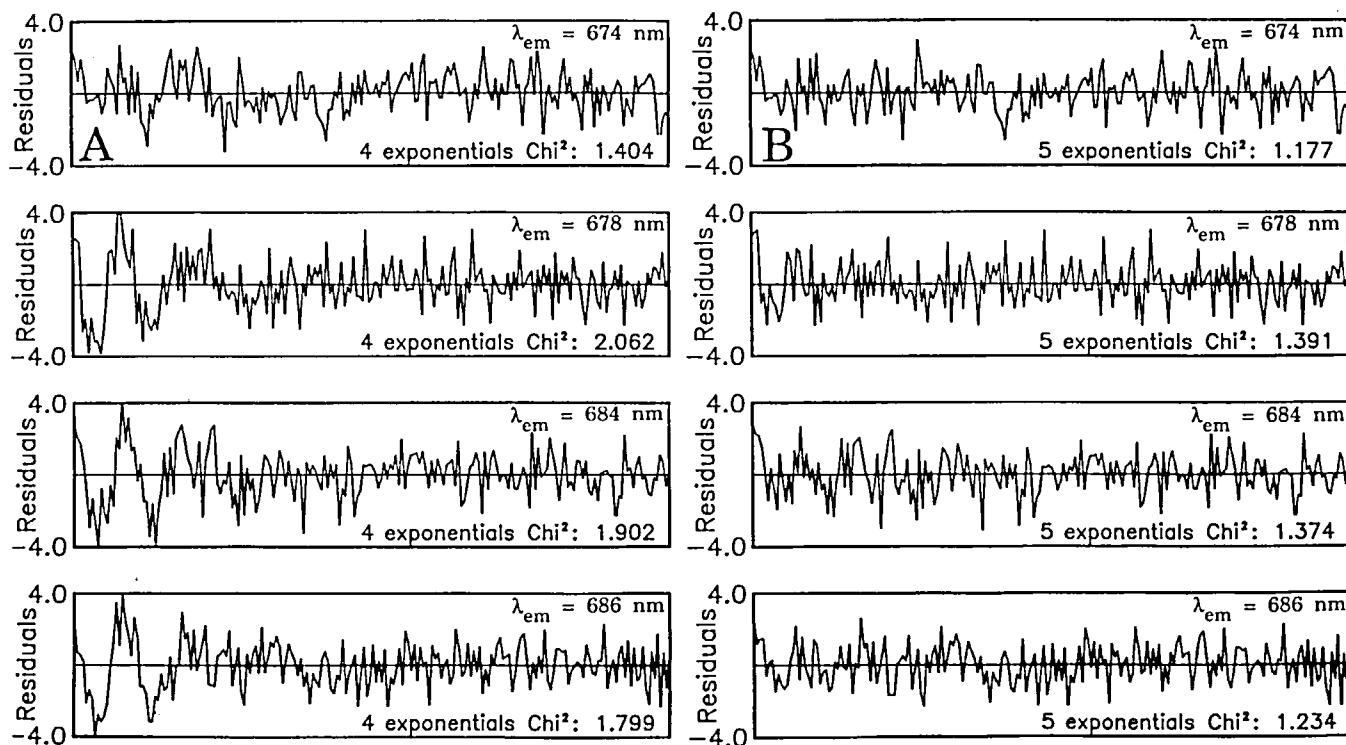 4.0
Residuals
-4.0
A
λem = 674 nm
4 exponentials Chi²: 1.404
4.0
Residuals
-4.0
B
λem = 674 nm
5 exponentials Chi²: 1.177
4.0
Residuals
-4.0
λem = 678 nm
4 exponentials Chi²: 2.062
4.0
Residuals
-4.0
λem = 678 nm
5 exponentials Chi²: 1.391
4.0
Residuals
-4.0
λem = 684 nm
4 exponentials Chi²: 1.902
4.0
Residuals
-4.0
λem = 684 nm
5 exponentials Chi²: 1.374
4.0
Residuals
-4.0
λem = 686 nm
4 exponentials Chi²: 1.799
4.0
Residuals
-4.0
λem = 686 nm
5 exponentials Chi²: 1.234